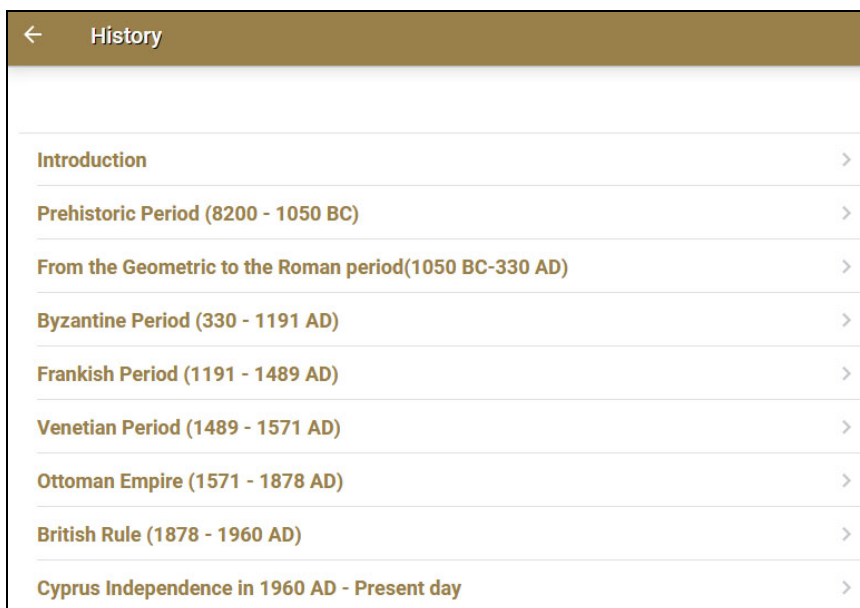 History
Introduction
Prehistoric Period (8200 - 1050 BC)
From the Geometric to the Roman period(1050 BC-330 AD)
Byzantine Period (330 - 1191 AD)
Frankish Period (1191 - 1489 AD)
Venetian Period (1489 - 1571 AD)
Ottoman Empire (1571 - 1878 AD)
British Rule (1878 - 1960 AD)
Cyprus Independence in 1960 AD - Present day